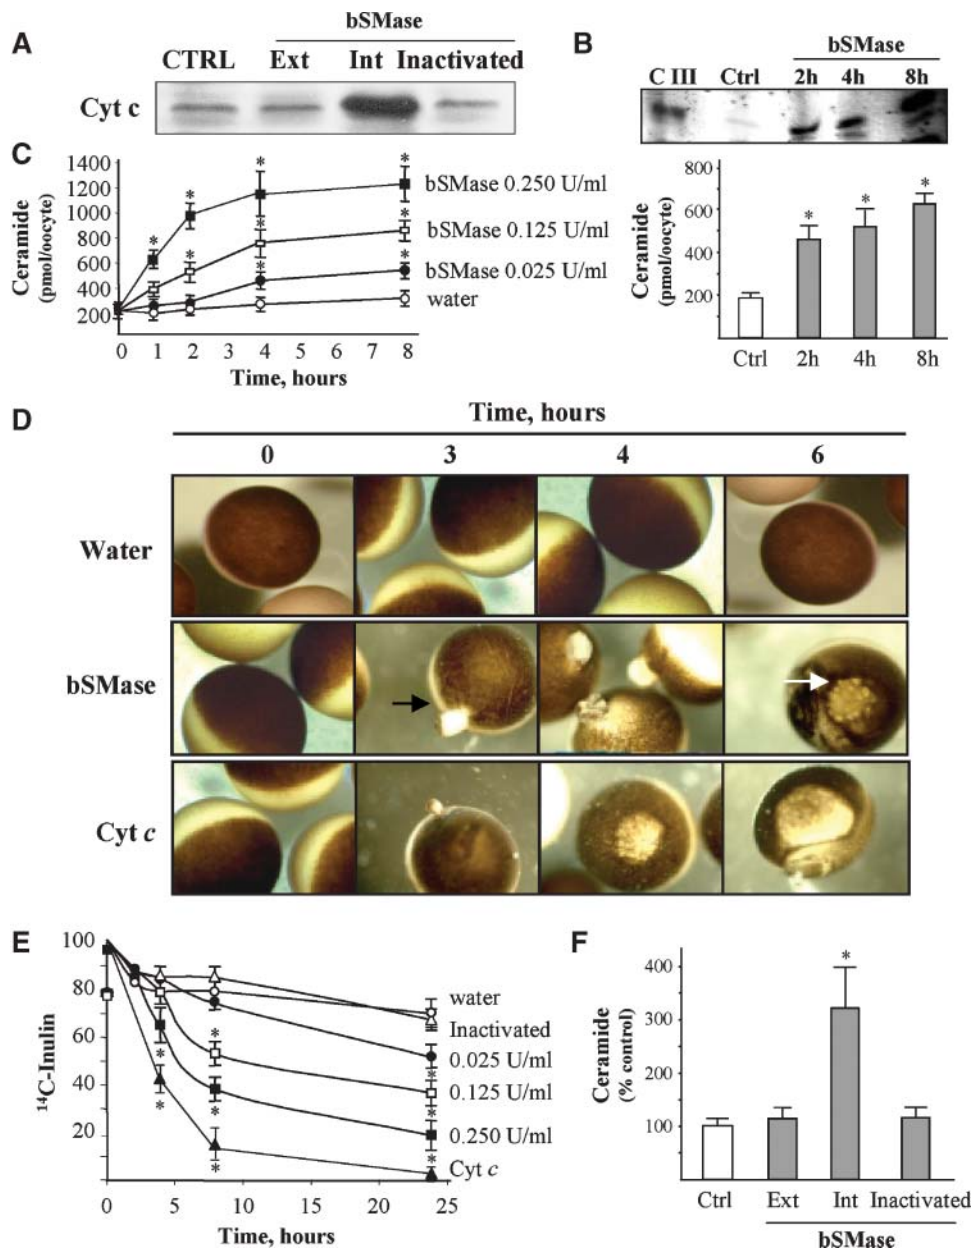 A
bSMase
CTRL Ext Int Inactivated
Cyt c
B
bSMase
C III Ctrl 2h 4h 8h
C
Ceramide
(pmol/oocyte)
1400
1200
1000
800
600
400
200
* * * *
* * *
* *
bSMase 0.250 U/ml
bSMase 0.125 U/ml
bSMase 0.025 U/ml
water
0 1 2 3 4 5 6 7 8
Time, hours
Ceramide
(pmol/oocyte)
800
600
400
200
* * *
Ctrl 2h 4h 8h
D
Time, hours
0 3 4 6
Water
bSMase
Cyt c
E
14C-Inulin
100
80
60
40
20
* * * * * * * *
water
Inactivated
0.025 U/ml
0.125 U/ml
0.250 U/ml
Cyt c
0 5 10 15 20 25
Time, hours
F
Ceramide
(% control)
400
300
200
100
*
Ctrl Ext Int Inactivated
bSMase